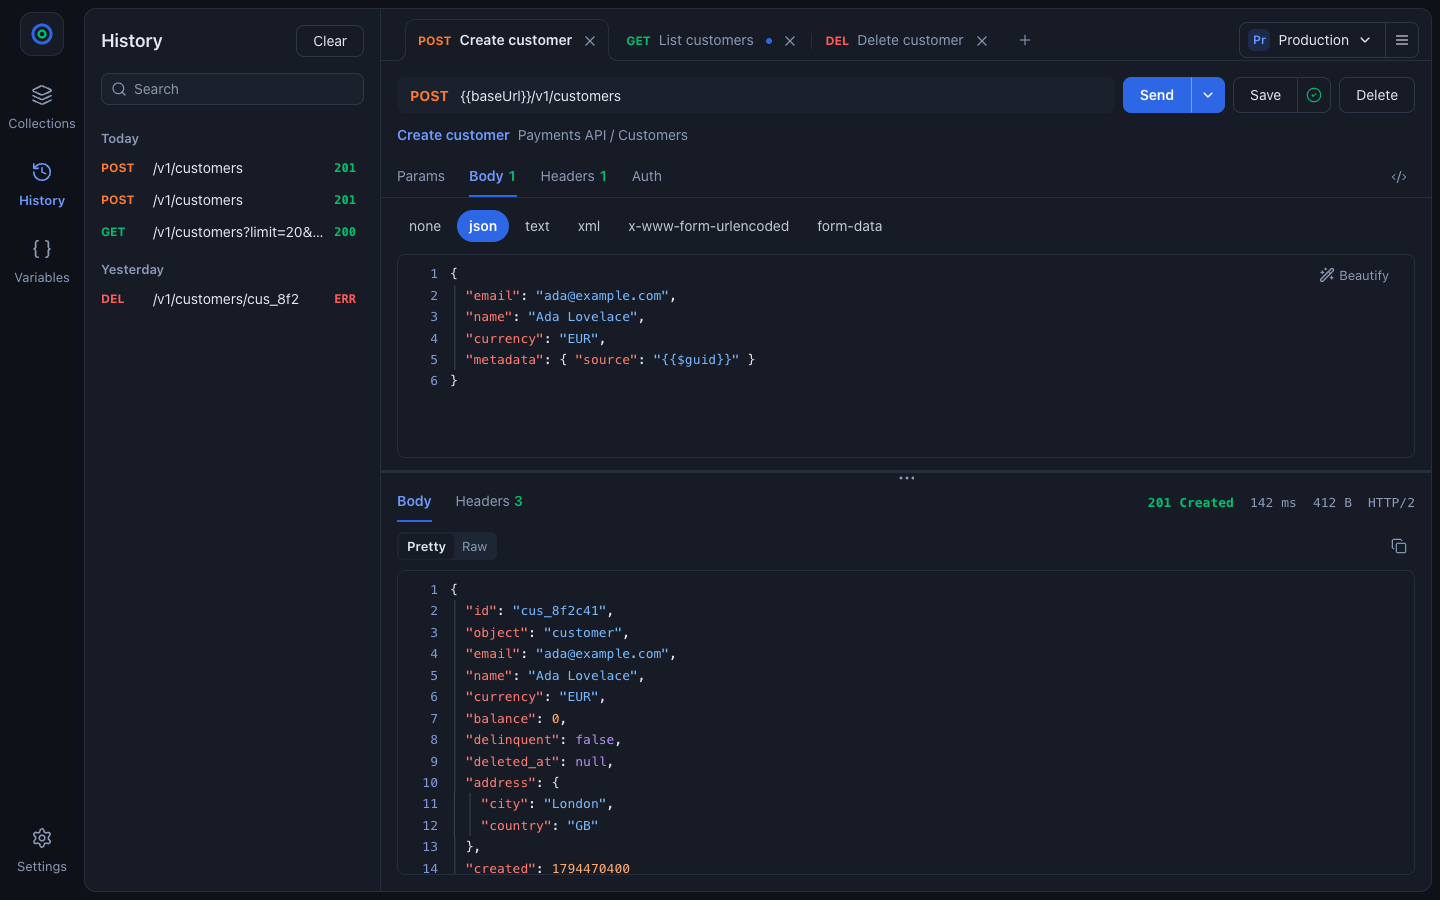 Collections
History
Variables
Settings
History
Clear
Search
Today
POST /v1/customers 201
POST /v1/customers 201
GET /v1/customers?limit=20&... 200
Yesterday
DEL /v1/customers/cus_8f2 ERR
POST Create customer
GET List customers
DEL Delete customer
Pr Production
POST {{baseUrl}}/v1/customers
Send
Save
Delete
Create customer Payments API / Customers
Params Body 1 Headers 1 Auth
none json text xml x-www-form-urlencoded form-data
Beautify
1 {
2 "email": "ada@example.com",
3 "name": "Ada Lovelace",
4 "currency": "EUR",
5 "metadata": { "source": "{{$guid}}" }
6 }
Body Headers 3
201 Created 142 ms 412 B HTTP/2
Pretty Raw
1 {
2 "id": "cus_8f2c41",
3 "object": "customer",
4 "email": "ada@example.com",
5 "name": "Ada Lovelace",
6 "currency": "EUR",
7 "balance": 0,
8 "delinquent": false,
9 "deleted_at": null,
10 "address": {
11 "city": "London",
12 "country": "GB"
13 },
14 "created": 1794470400